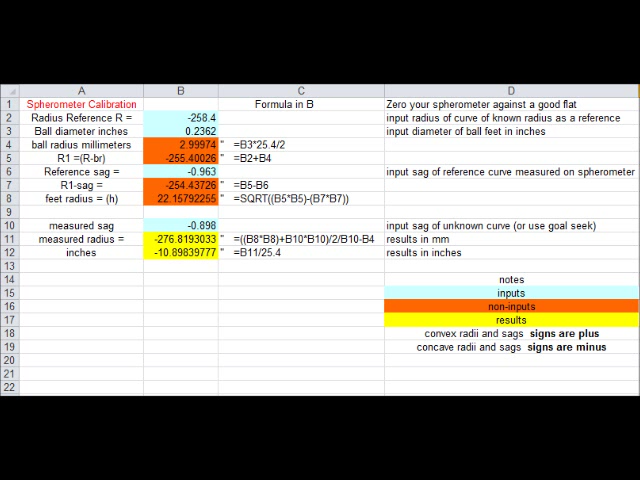 A B C D
1 Spherometer Calibration Formula in B Zero your spherometer against a good flat
2 Radius Reference R = -258.4 input radius of curve of known radius as a reference
3 Ball diameter inches 0.2362 input diameter of ball feet in inches
4 ball radius millimeters 2.99974 " =B3*25.4/2
5 R1 =(R-br) -255.40026 " =B2+B4
6 Reference sag = -0.963 input sag of reference curve measured on spherometer
7 R1-sag = -254.43726 " =B5-B6
8 feet radius = (h) 22.15792255 " =SQRT((B5*B5)-(B7*B7))
9
10 measured sag -0.898 input sag of unknown curve (or use goal seek)
11 measured radius = -276.8193033 " =((B8*B8)+B10*B10)/2/B10-B4 results in mm
12 inches -10.89839777 " =B11/25.4 results in inches
13
14 notes
15 inputs
16 non-inputs
17 results
18 convex radii and sags signs are plus
19 concave radii and sags signs are minus
20
21
22